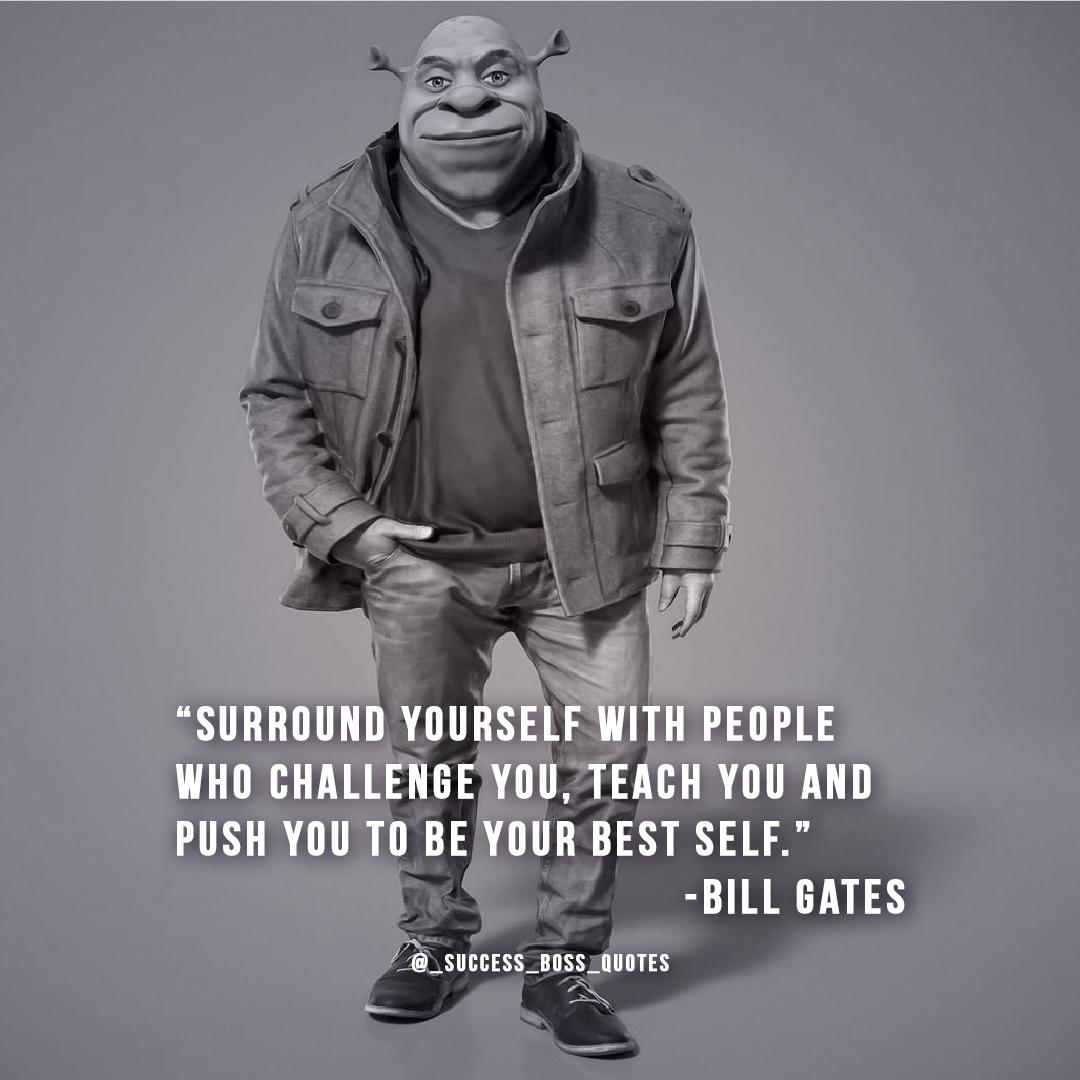 “SURROUND YOURSELF WITH PEOPLE
WHO CHALLENGE YOU, TEACH YOU AND
PUSH YOU TO BE YOUR BEST SELF.”
-BILL GATES
@_SUCCESS_BOSS_QUOTES